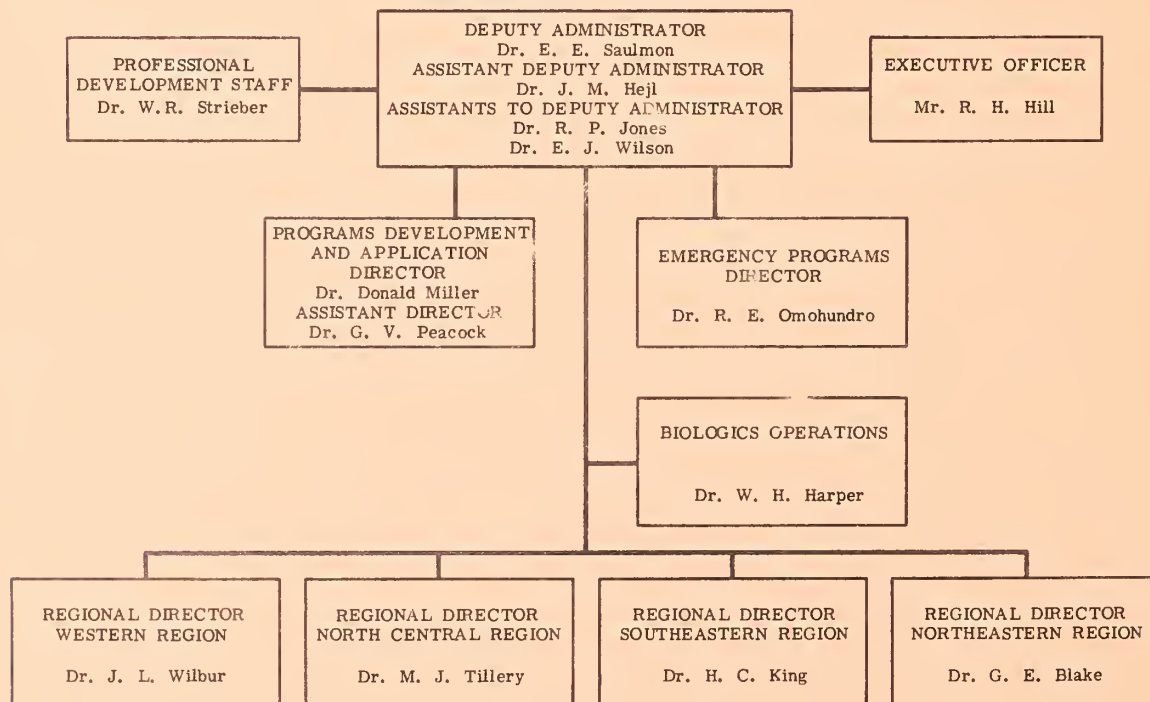 DEPUTY ADMINISTRATOR
Dr. E. E. Saulmon
ASSISTANT DEPUTY ADMINISTRATOR
Dr. J. M. Hejl
ASSISTANTS TO DEPUTY ADMINISTRATOR
Dr. R. P. Jones
Dr. E. J. Wilson
PROFESSIONAL
DEVELOPMENT STAFF
Dr. W.R. Strieber
EXECUTIVE OFFICER
Mr. R. H. Hill
PROGRAMS DEVELOPMENT
AND APPLICATION
DIRECTOR
Dr. Donald Miller
ASSISTANT DIRECTOR
Dr. G. V. Peacock
EMERGENCY PROGRAMS
DIRECTOR
Dr. R. E. Omohundro
BIOLOGICS OPERATIONS
Dr. W. H. Harper
REGIONAL DIRECTOR
WESTERN REGION
Dr. J. L. Wilbur
REGIONAL DIRECTOR
NORTH CENTRAL REGION
Dr. M. J. Tillery
REGIONAL DIRECTOR
SOUTHEASTERN REGION
Dr. H. C. King
REGIONAL DIRECTOR
NORTHEASTERN REGION
Dr. G. E. Blake